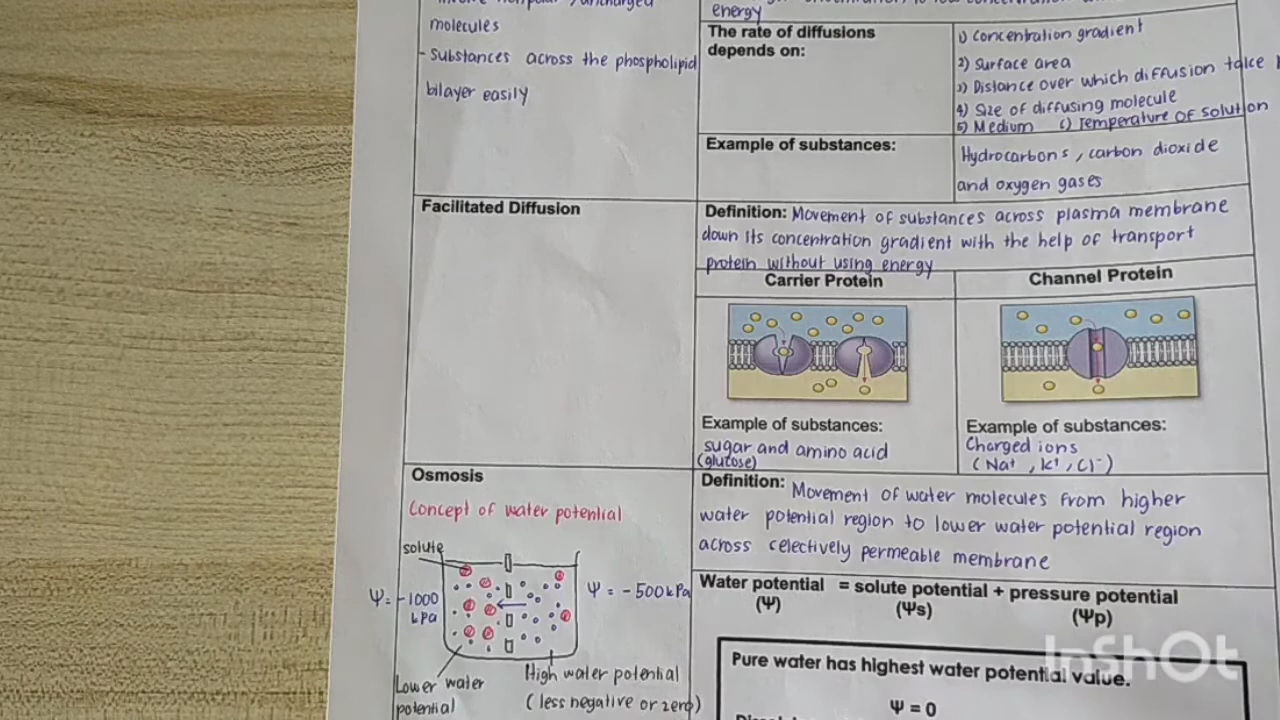 molecules
- Substances across the phospholipid
bilayer easily
energy
The rate of diffusions
depends on:
1) Concentration gradient
2) Surface area
3) Distance over which diffusion take
4) Size of diffusing molecule
5) Medium 6) Temperature of solution
Example of substances:
Hydrocarbons, carbon dioxide
and oxygen gases
Facilitated Diffusion
Definition: Movement of substances across plasma membrane
down its concentration gradient with the help of transport
protein without using energy
Carrier Protein
Channel Protein
Example of substances:
sugar and amino acid
(glucose)
Example of substances:
Charged ions
(Na⁺, K⁺, Cl⁻)
Osmosis
Concept of water potential
solute
Ψ = -1000
kPa
Ψ = -500kPa
Lower water
potential
High water potential
(less negative or zero)
Definition: Movement of water molecules from higher
water potential region to lower water potential region
across selectively permeable membrane
Water potential = solute potential + pressure potential
(Ψ) (Ψs) (Ψp)
Pure water has highest water potential value.
Ψ = 0
InShOt